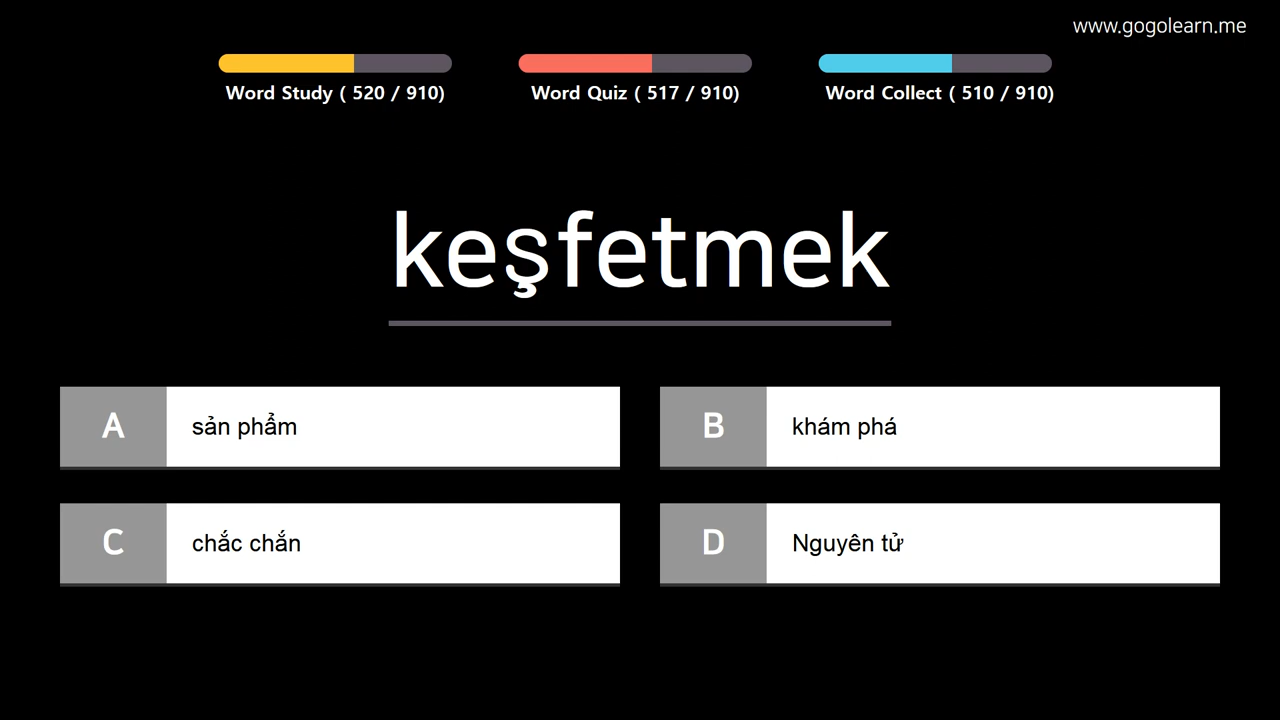 www.gogolearn.me
Word Study ( 520 / 910)
Word Quiz ( 517 / 910)
Word Collect ( 510 / 910)
keşfetmek
A sản phẩm
B khám phá
C chắc chắn
D Nguyên tử